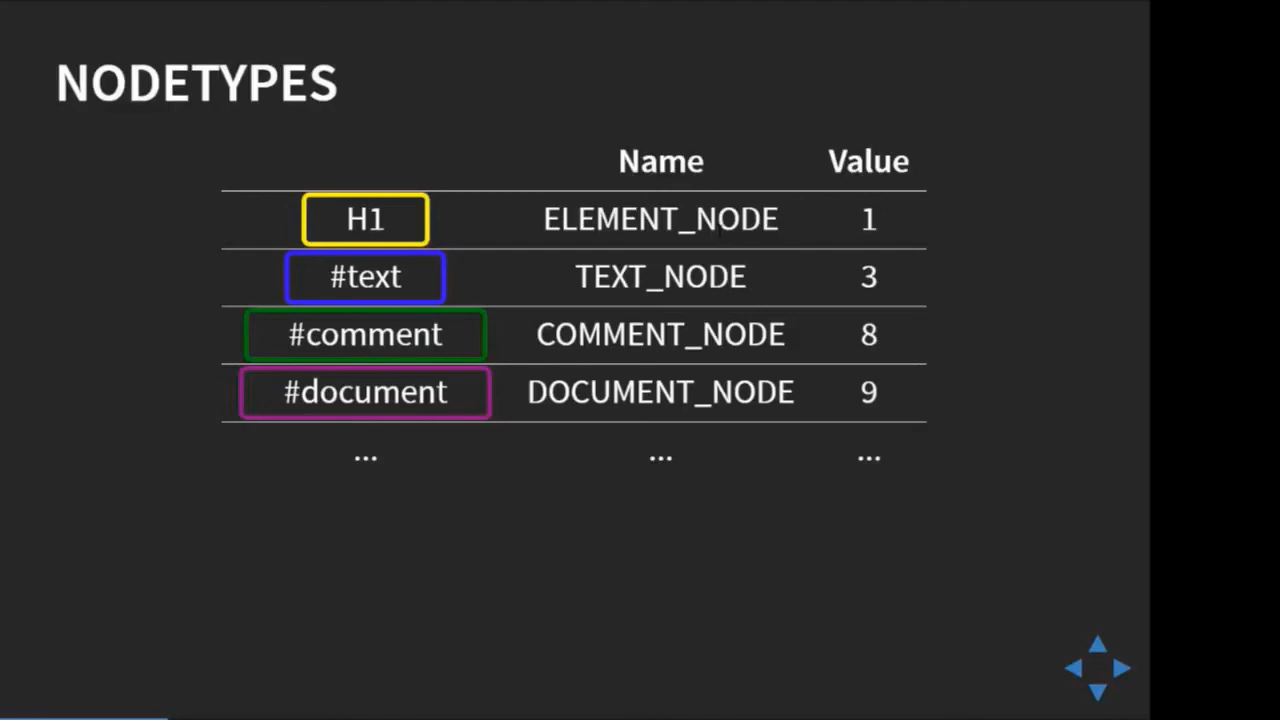 NODETYPES
Name Value
H1 ELEMENT_NODE 1
#text TEXT_NODE 3
#comment COMMENT_NODE 8
#document DOCUMENT_NODE 9
... ... ...